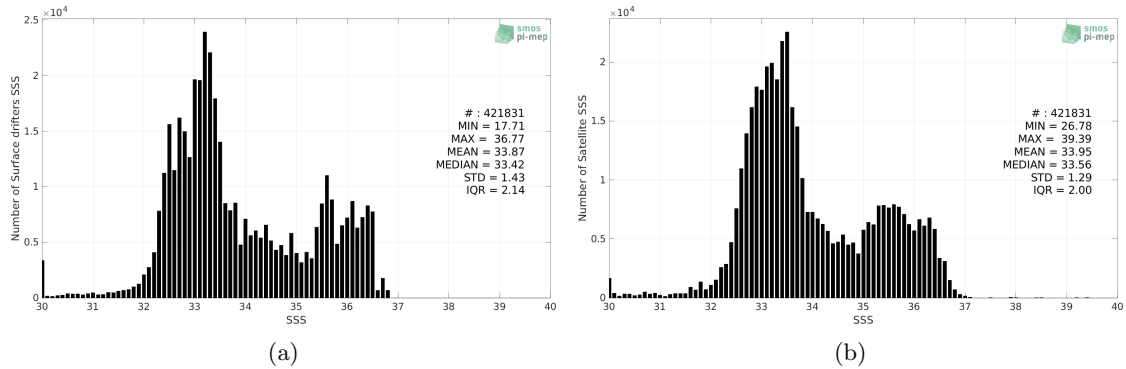 ×10⁴
2.5
2
1.5
1
0.5
0
Number of Surface drifters SSS
30 31 32 33 34 35 36 37 38 39 40
SSS
smos
pi-mep
# : 421831
MIN = 17.71
MAX = 36.77
MEAN = 33.87
MEDIAN = 33.42
STD = 1.43
IQR = 2.14
(a)
×10⁴
2
1.5
1
0.5
0
Number of Satellite SSS
30 31 32 33 34 35 36 37 38 39 40
SSS
smos
pi-mep
# : 421831
MIN = 26.78
MAX = 39.39
MEAN = 33.95
MEDIAN = 33.56
STD = 1.29
IQR = 2.00
(b)